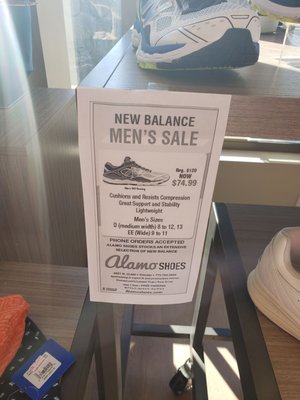 NEW BALANCE
MEN'S SALE
Reg. $120
NOW
$74.99
Cushions and Resists Compression
Great Support and Stability
Lightweight
Men's Sizes
D (medium width) 8 to 12, 13
EE (Wide) 9 to 11
PHONE ORDERS ACCEPTED
ALAMO SHOES STOCKS AN EXTENSIVE
SELECTION OF NEW BALANCE
Alamo SHOES